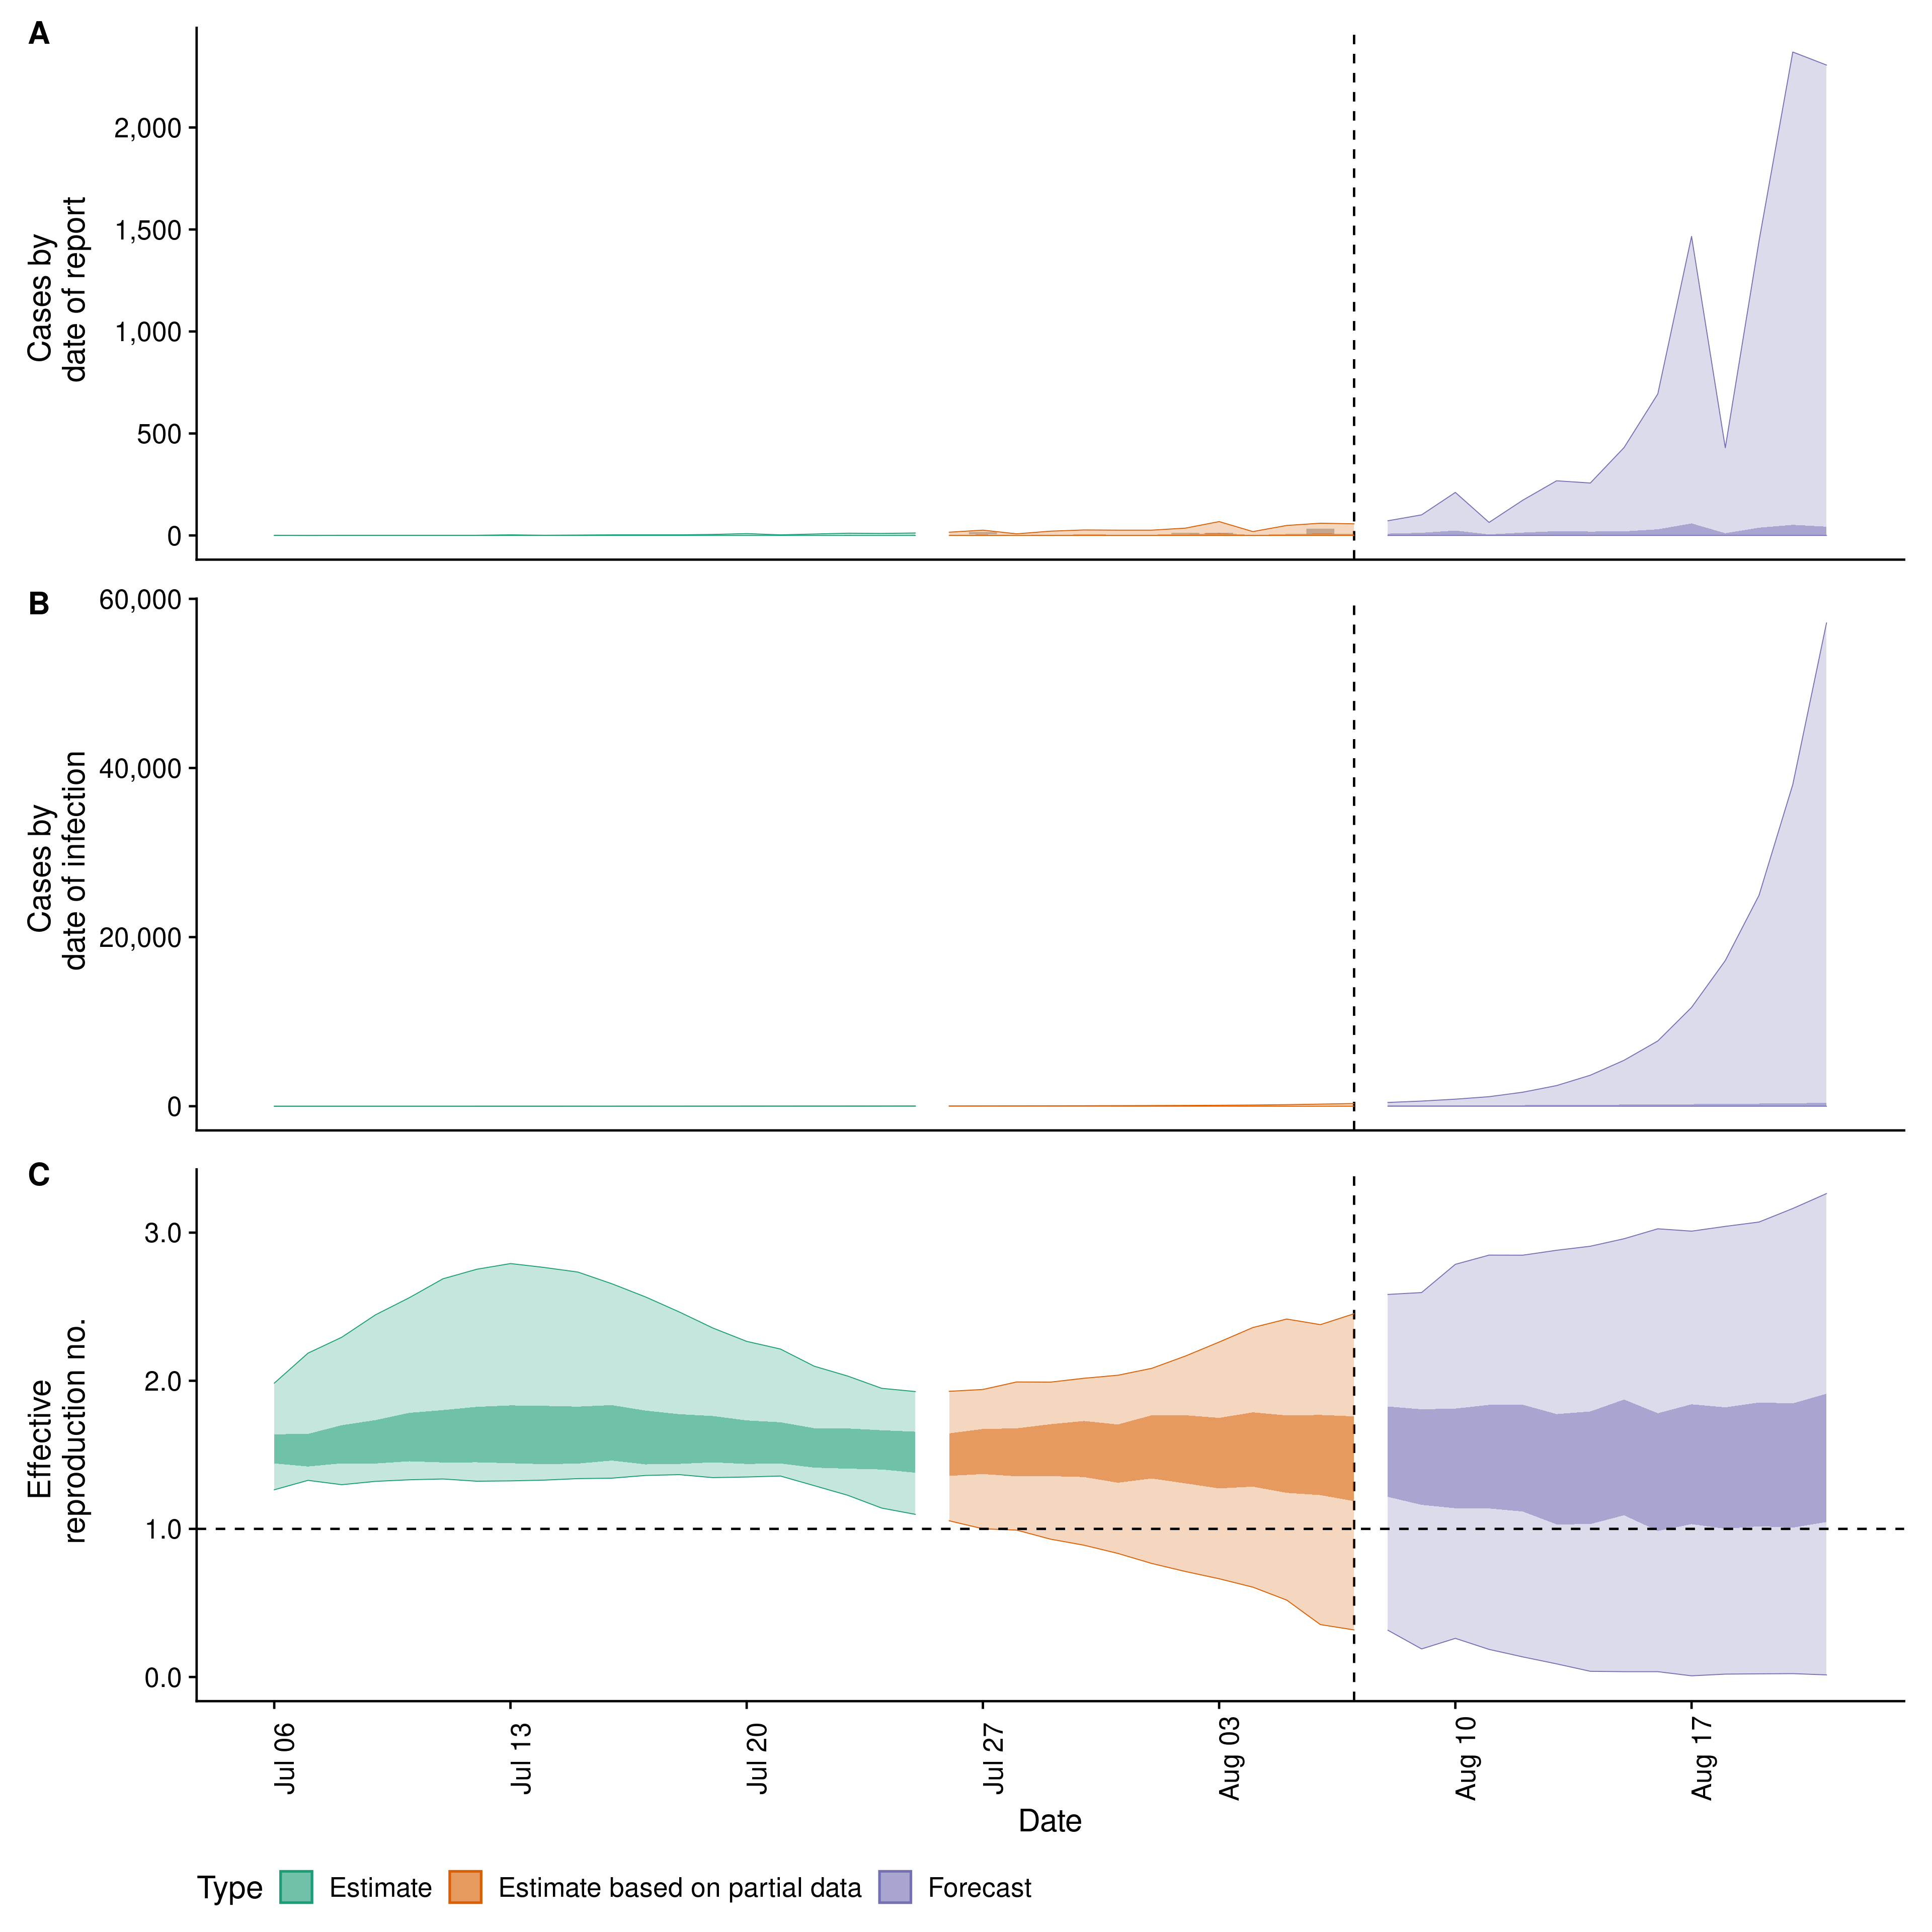 A
Cases by
date of report
2,000
1,500
1,000
500
0
B
Cases by
date of infection
60,000
40,000
20,000
0
C
Effective
reproduction no.
3.0
2.0
1.0
0.0
Jul 06
Jul 13
Jul 20
Jul 27
Aug 03
Aug 10
Aug 17
Date
Type Estimate Estimate based on partial data Forecast